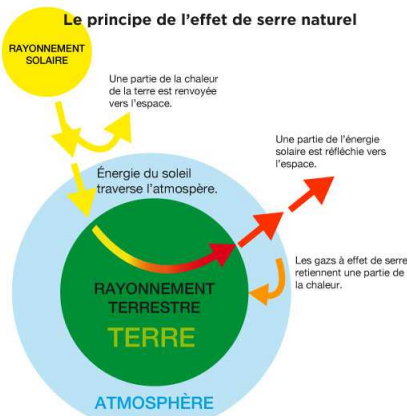 Le principe de l'effet de serre naturel
RAYONNEMENT
SOLAIRE
Une partie de la chaleur
de la terre est renvoyée
vers l'espace.
Une partie de l'énergie
solaire est réfléchie vers
l'espace.
Énergie du soleil
traverse l'atmospère.
Les gazs à effet de serre
retiennent une partie de
la chaleur.
RAYONNEMENT
TERRESTRE
TERRE
ATMOSPHÈRE